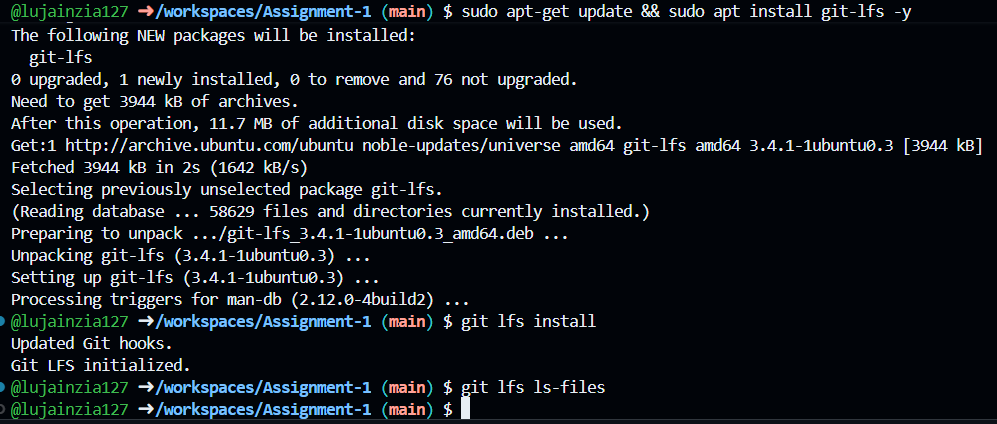 @lujainzia127 ➜/workspaces/Assignment-1 (main) $ sudo apt-get update && sudo apt install git-lfs -y
The following NEW packages will be installed:
  git-lfs
0 upgraded, 1 newly installed, 0 to remove and 76 not upgraded.
Need to get 3944 kB of archives.
After this operation, 11.7 MB of additional disk space will be used.
Get:1 http://archive.ubuntu.com/ubuntu noble-updates/universe amd64 git-lfs amd64 3.4.1-1ubuntu0.3 [3944 kB]
Fetched 3944 kB in 2s (1642 kB/s)
Selecting previously unselected package git-lfs.
(Reading database ... 58629 files and directories currently installed.)
Preparing to unpack .../git-lfs_3.4.1-1ubuntu0.3_amd64.deb ...
Unpacking git-lfs (3.4.1-1ubuntu0.3) ...
Setting up git-lfs (3.4.1-1ubuntu0.3) ...
Processing triggers for man-db (2.12.0-4build2) ...
@lujainzia127 ➜/workspaces/Assignment-1 (main) $ git lfs install
Updated Git hooks.
Git LFS initialized.
@lujainzia127 ➜/workspaces/Assignment-1 (main) $ git lfs ls-files
@lujainzia127 ➜/workspaces/Assignment-1 (main) $